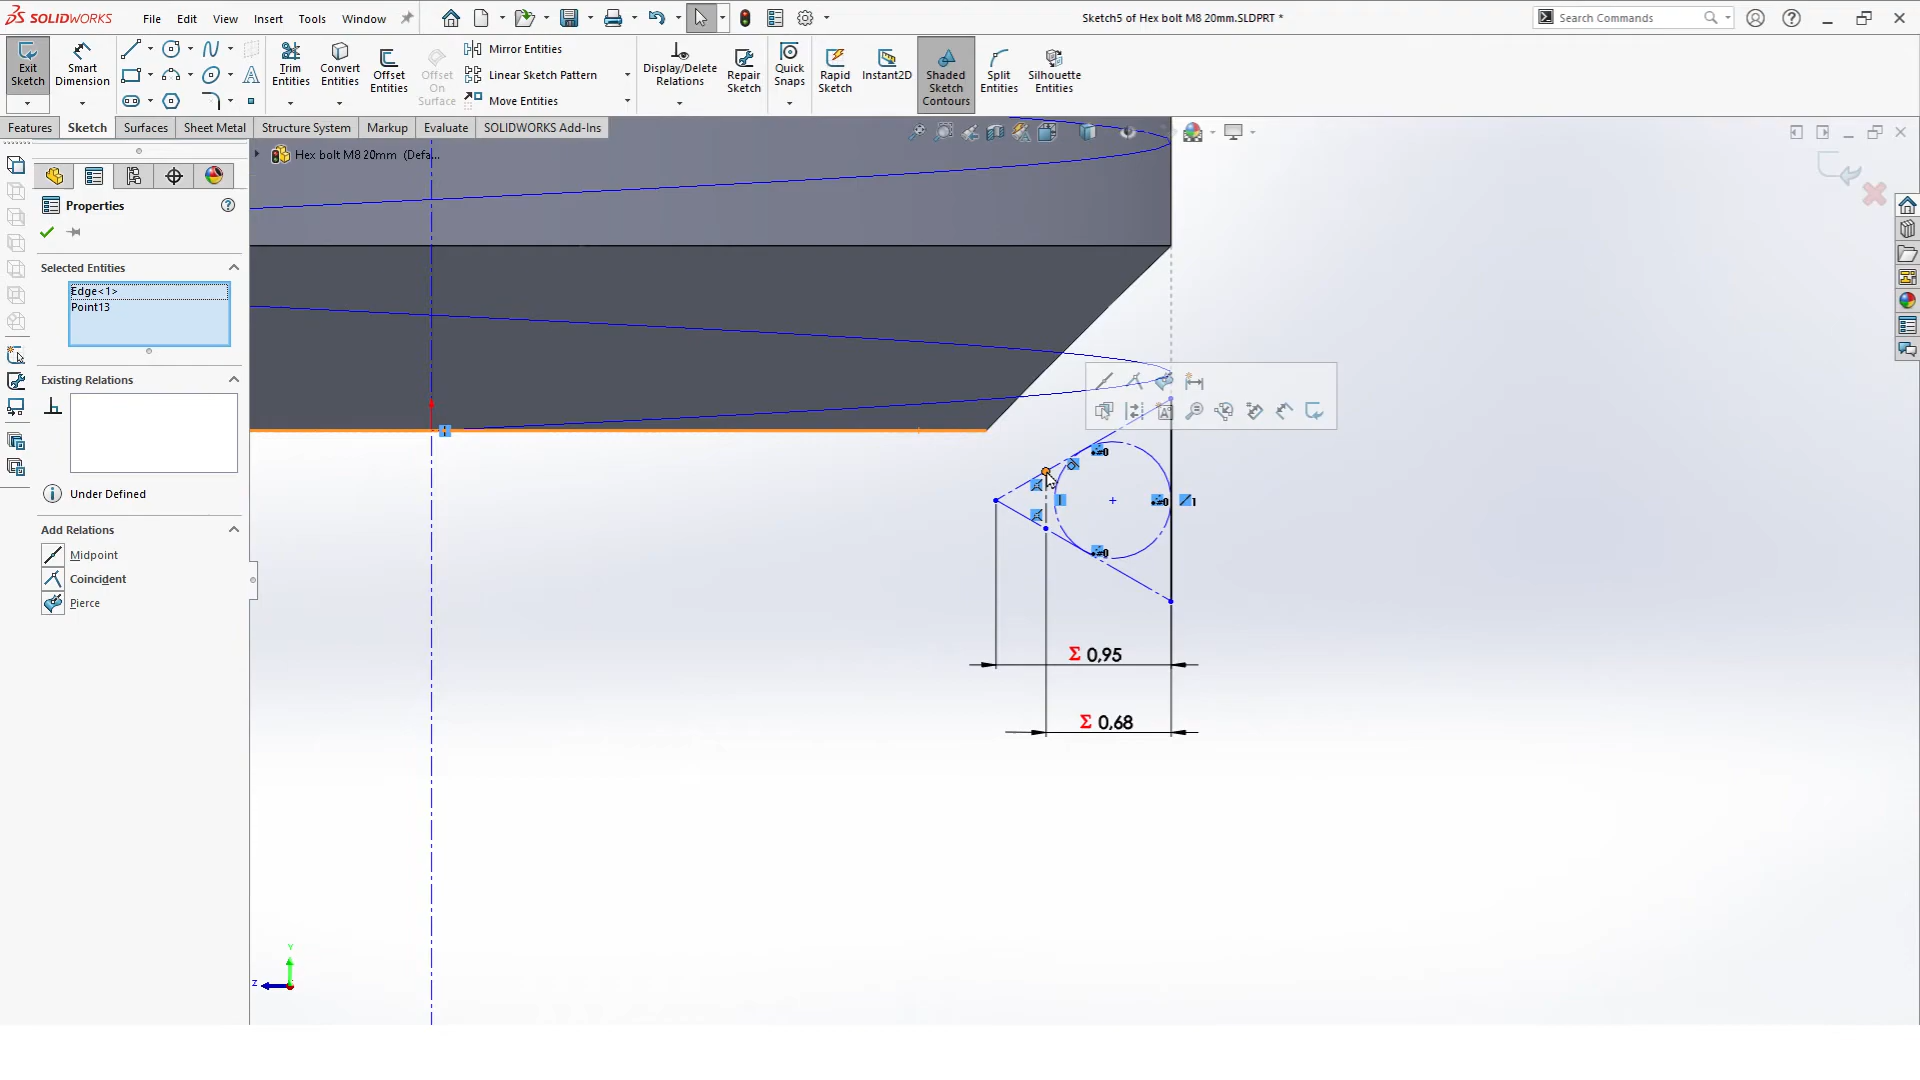 SOLIDWORKS File Edit View Insert Tools Window Sketch5 of Hex bolt M8 20mm.SLDPRT * Search Commands
Exit Sketch
Smart Dimension
Trim Entities
Convert Entities
Offset Entities
Offset On Surface
Mirror Entities
Linear Sketch Pattern
Move Entities
Display/Delete Relations
Repair Sketch
Quick Snaps
Rapid Sketch
Instant2D
Shaded Sketch Contours
Split Entities
Silhouette Entities
Features Sketch Surfaces Sheet Metal Structure System Markup Evaluate SOLIDWORKS Add-Ins
Hex bolt M8 20mm (Defa...
Properties
Selected Entities
Edge<1>
Point13
Existing Relations
Under Defined
Add Relations
Midpoint
Coincident
Pierce
Σ 0,95
Σ 0,68
Y
Z